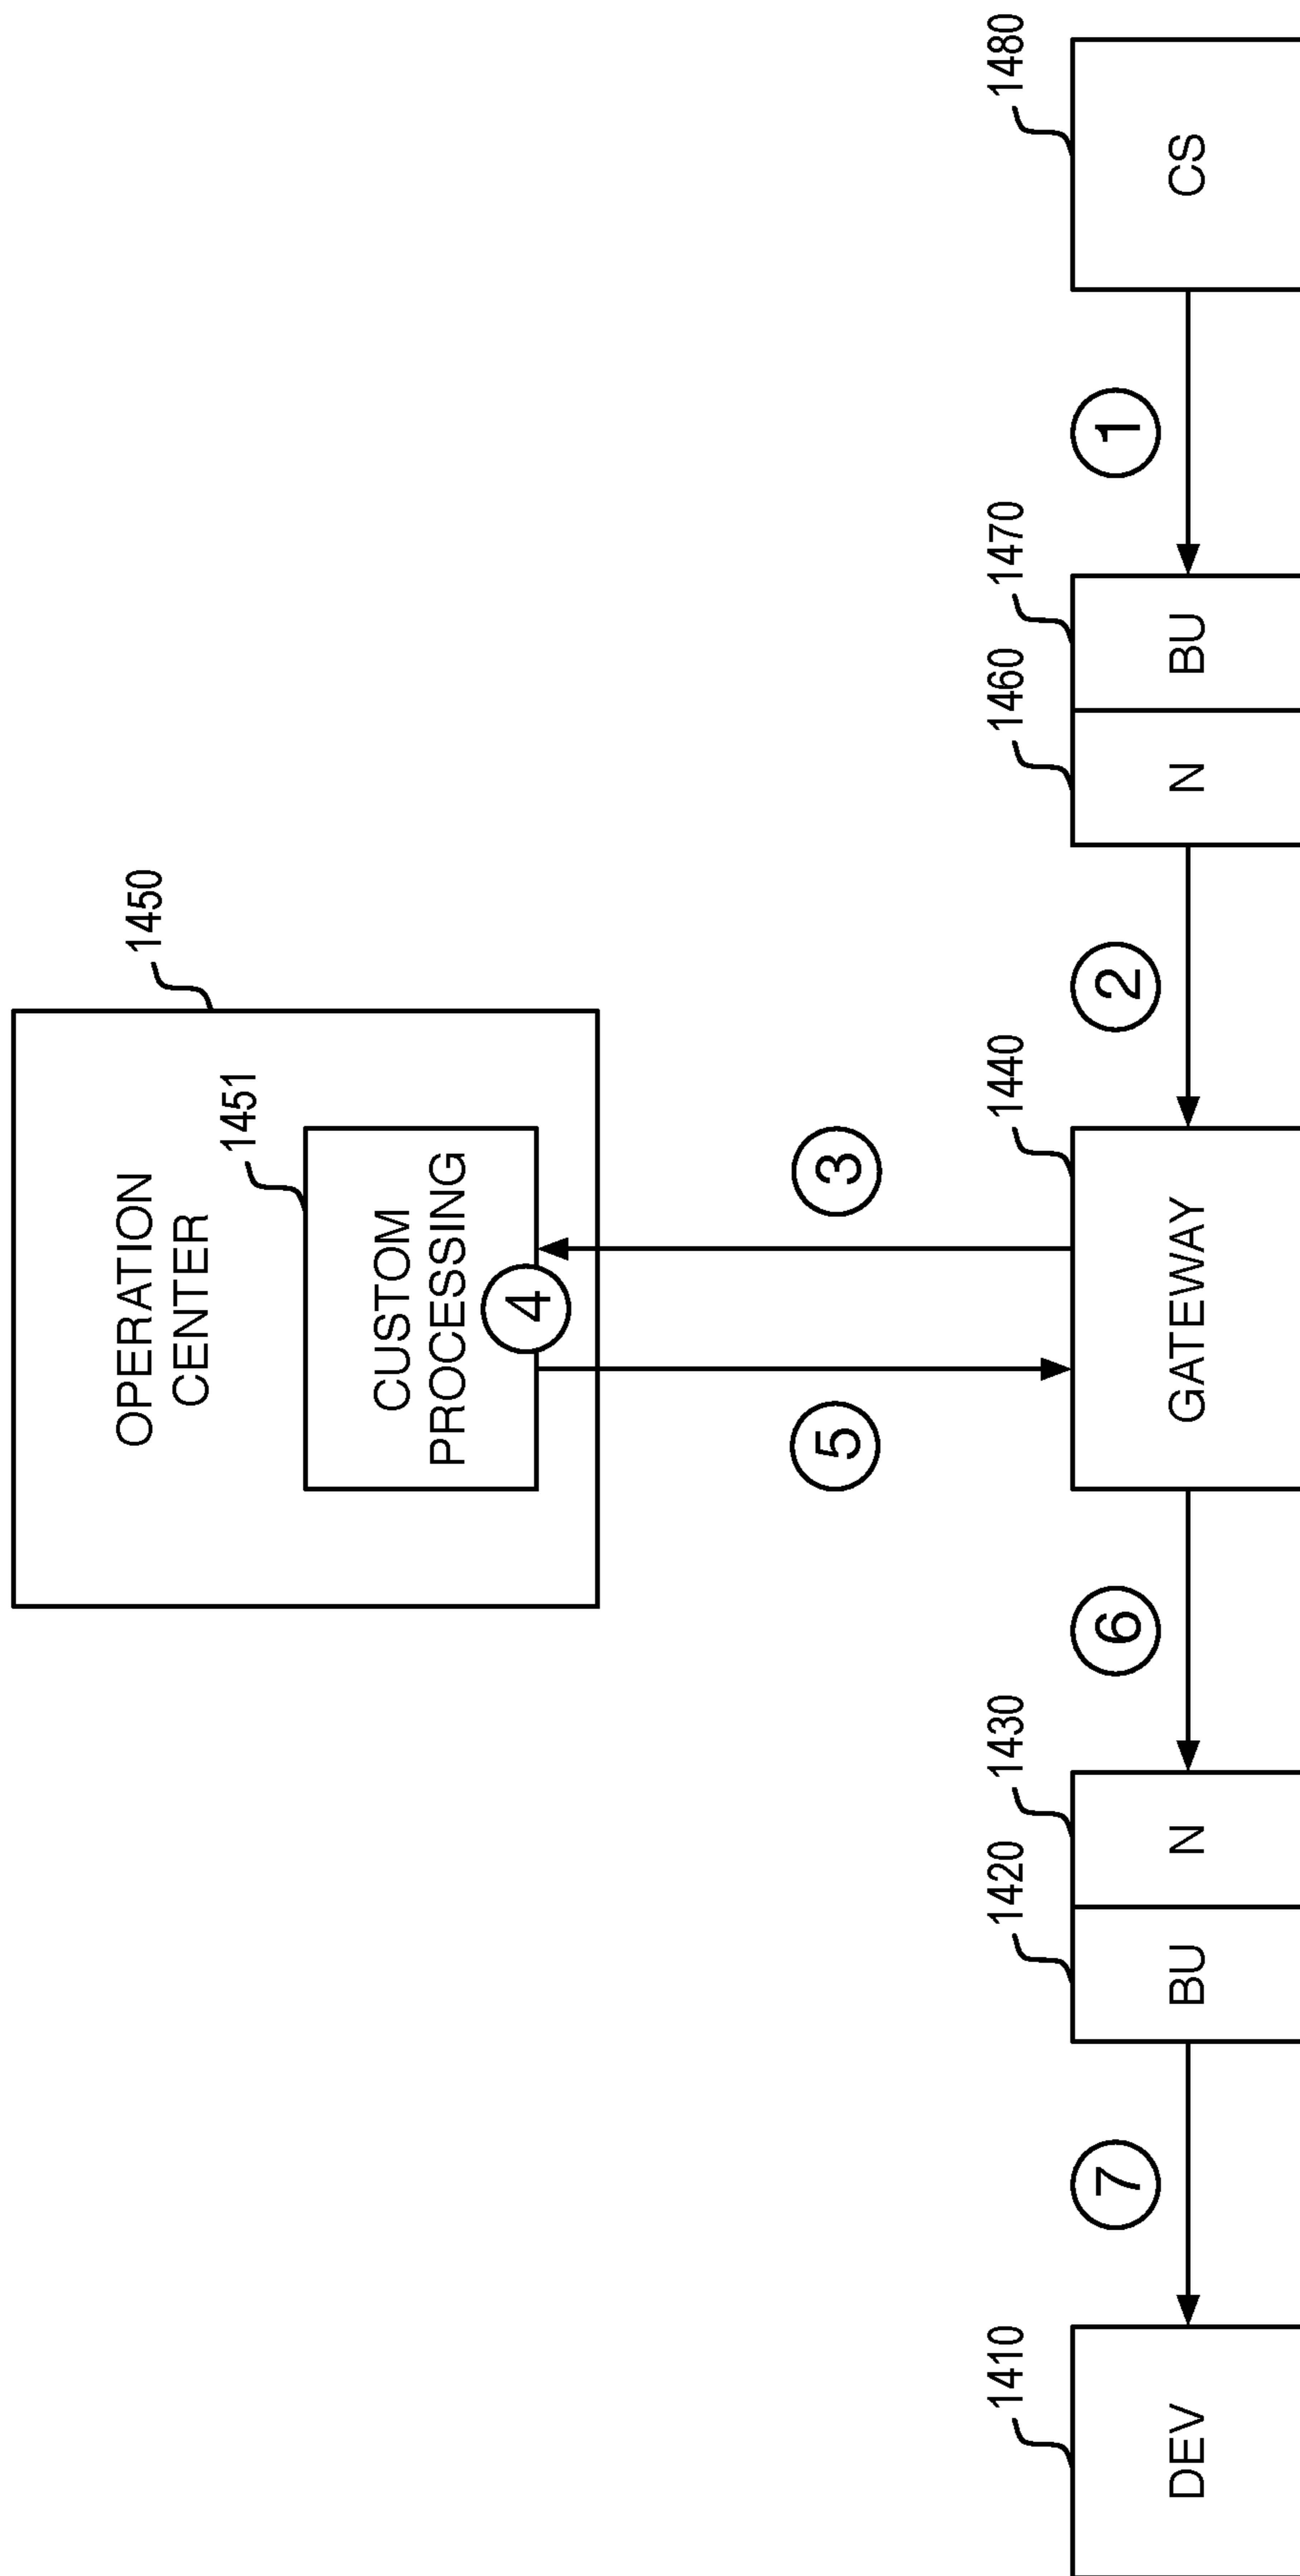 OPERATION
CENTER
1450
1451
CUSTOM
PROCESSING
4
5
3
1410
DEV
7
1420
1430
BU
N
6
1440
GATEWAY
2
1460
1470
N
BU
1
1480
CS